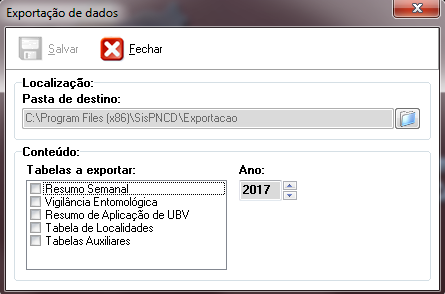 Exportação de dados
Salvar Fechar
Localização:
Pasta de destino:
C:\Program Files (x86)\SisPNCD\Exportacao
Conteúdo:
Tabelas a exportar: Ano:
Resumo Semanal 2017
Vigilância Entomológica
Resumo de Aplicação de UBV
Tabela de Localidades
Tabelas Auxiliares